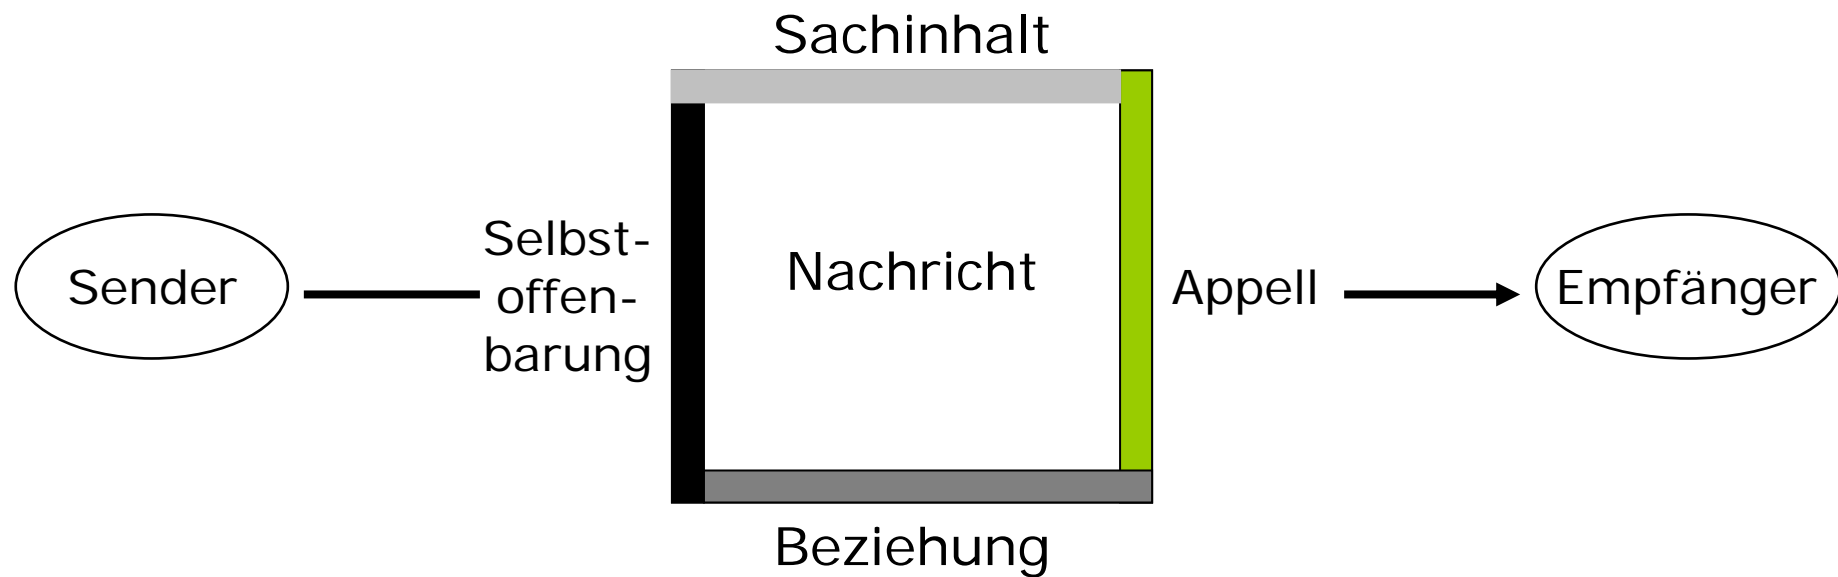 Sachinhalt
Sender
Selbst-
offen-
barung
Nachricht
Appell
Empfänger
Beziehung